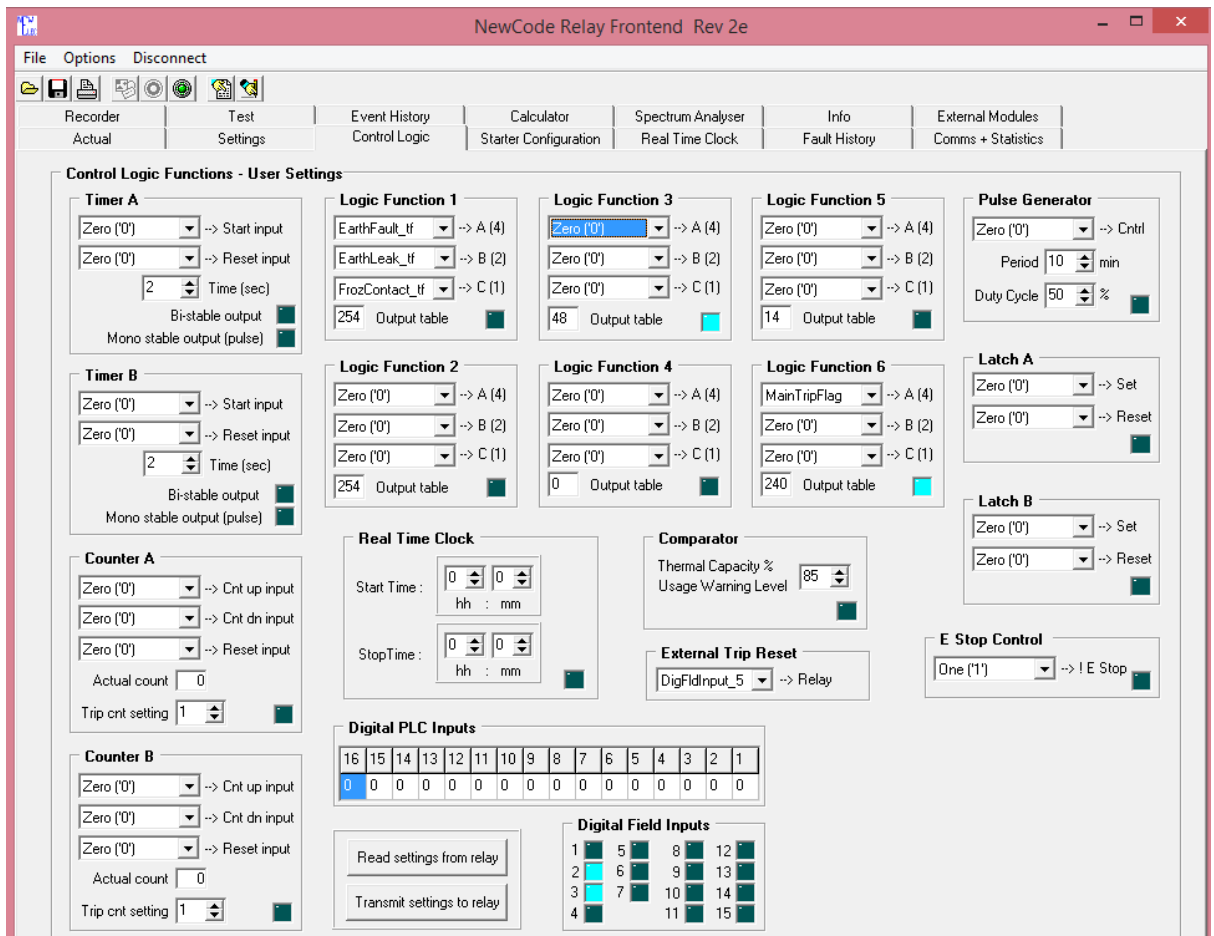 NewCode Relay Frontend Rev 2e
File Options Disconnect
Recorder Test Event History Calculator Spectrum Analyser Info External Modules
Actual Settings Control Logic Starter Configuration Real Time Clock Fault History Comms + Statistics
Control Logic Functions - User Settings
Timer A
Zero ('0') --> Start input
Zero ('0') --> Reset input
2 Time (sec)
Bi-stable output
Mono stable output (pulse)
Timer B
Zero ('0') --> Start input
Zero ('0') --> Reset input
2 Time (sec)
Bi-stable output
Mono stable output (pulse)
Counter A
Zero ('0') --> Cnt up input
Zero ('0') --> Cnt dn input
Zero ('0') --> Reset input
Actual count 0
Trip cnt setting 1
Counter B
Zero ('0') --> Cnt up input
Zero ('0') --> Cnt dn input
Zero ('0') --> Reset input
Actual count 0
Trip cnt setting 1
Logic Function 1
EarthFault_tf --> A (4)
EarthLeak_tf --> B (2)
FrozContact_tf --> C (1)
254 Output table
Logic Function 2
Zero ('0') --> A (4)
Zero ('0') --> B (2)
Zero ('0') --> C (1)
254 Output table
Logic Function 3
Zero ('0') --> A (4)
Zero ('0') --> B (2)
Zero ('0') --> C (1)
48 Output table
Logic Function 4
Zero ('0') --> A (4)
Zero ('0') --> B (2)
Zero ('0') --> C (1)
0 Output table
Logic Function 5
Zero ('0') --> A (4)
Zero ('0') --> B (2)
Zero ('0') --> C (1)
14 Output table
Logic Function 6
MainTripFlag --> A (4)
Zero ('0') --> B (2)
Zero ('0') --> C (1)
240 Output table
Pulse Generator
Zero ('0') --> Cntrl
Period 10 min
Duty Cycle 50 %
Latch A
Zero ('0') --> Set
Zero ('0') --> Reset
Latch B
Zero ('0') --> Set
Zero ('0') --> Reset
Real Time Clock
Start Time : 0 0
hh : mm
StopTime : 0 0
hh : mm
Comparator
Thermal Capacity %
Usage Warning Level 85
External Trip Reset
DigFldInput_5 --> Relay
E Stop Control
One ('1') --> ! E Stop
Digital PLC Inputs
16 15 14 13 12 11 10 9 8 7 6 5 4 3 2 1
0 0 0 0 0 0 0 0 0 0 0 0 0 0 0 0
Read settings from relay
Transmit settings to relay
Digital Field Inputs
1 5 8 12
2 6 9 13
3 7 10 14
4 11 15